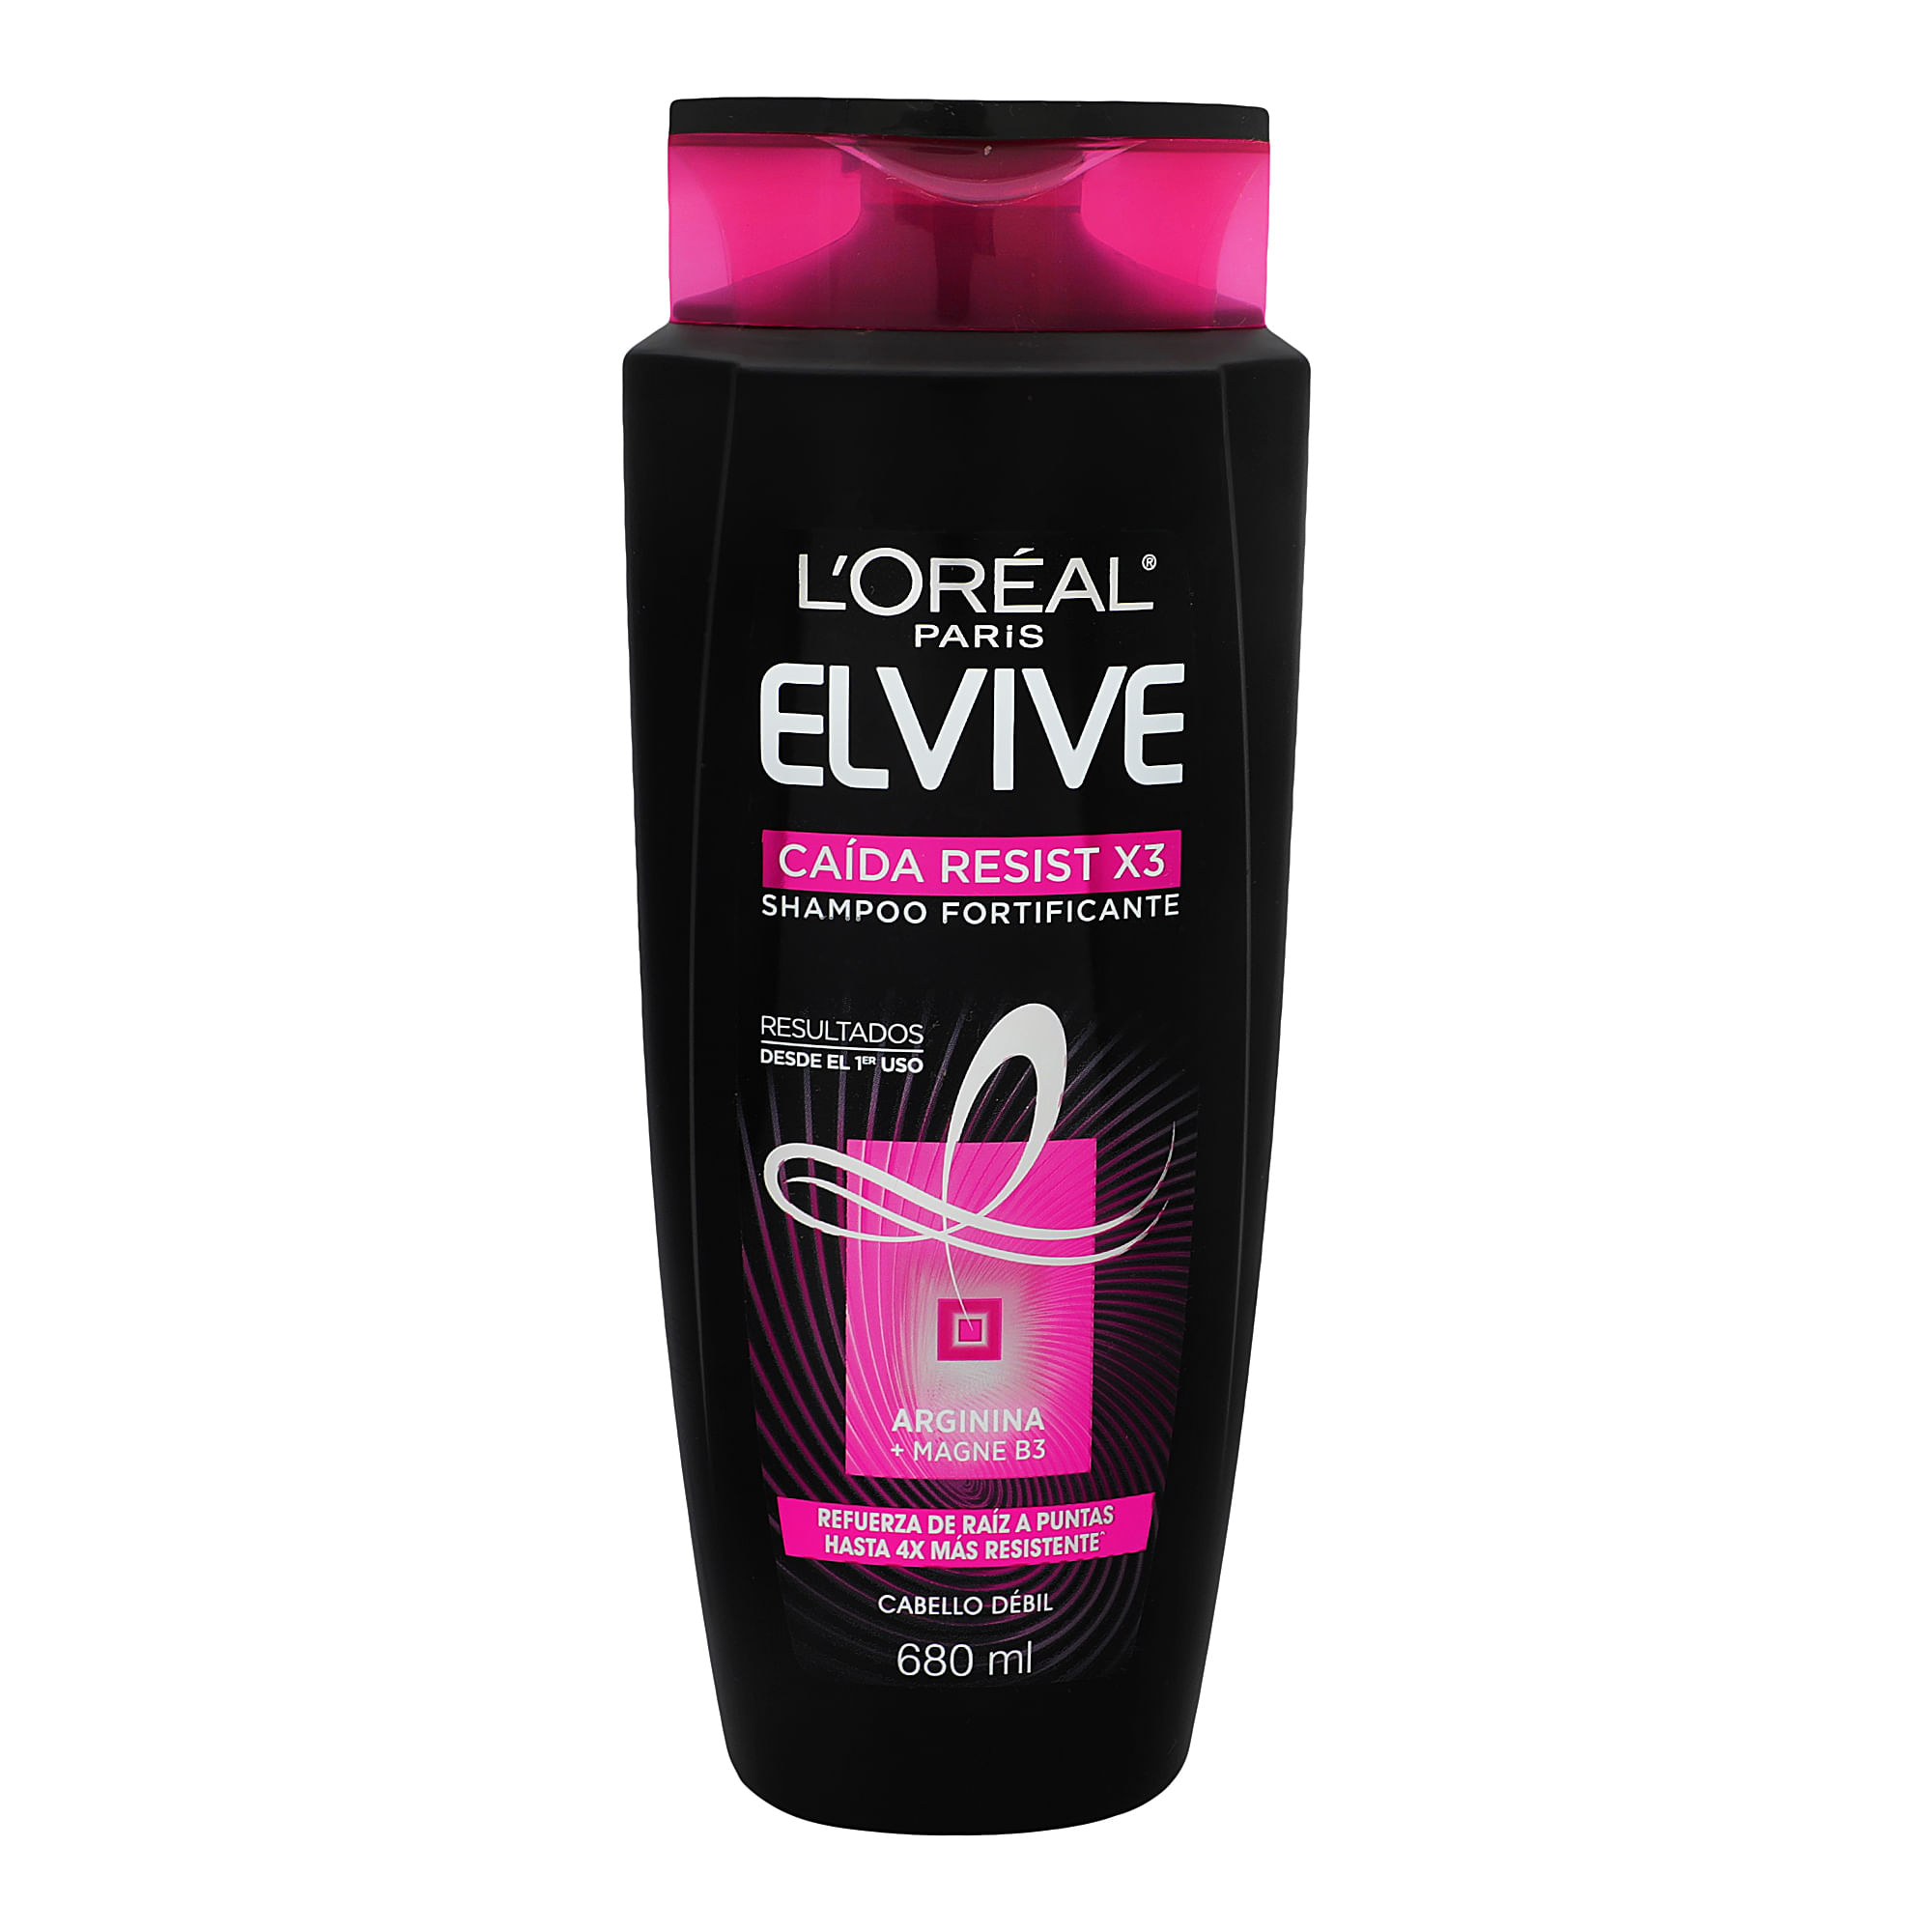 L'ORÉAL®
PARiS
ELVIVE
CAÍDA RESIST X3
SHAMPOO FORTIFICANTE
RESULTADOS
DESDE EL 1ER USO
ARGININA
+ MAGNE B3
REFUERZA DE RAÍZ A PUNTAS
HASTA 4X MÁS RESISTENTE^
CABELLO DÉBIL
680 ml